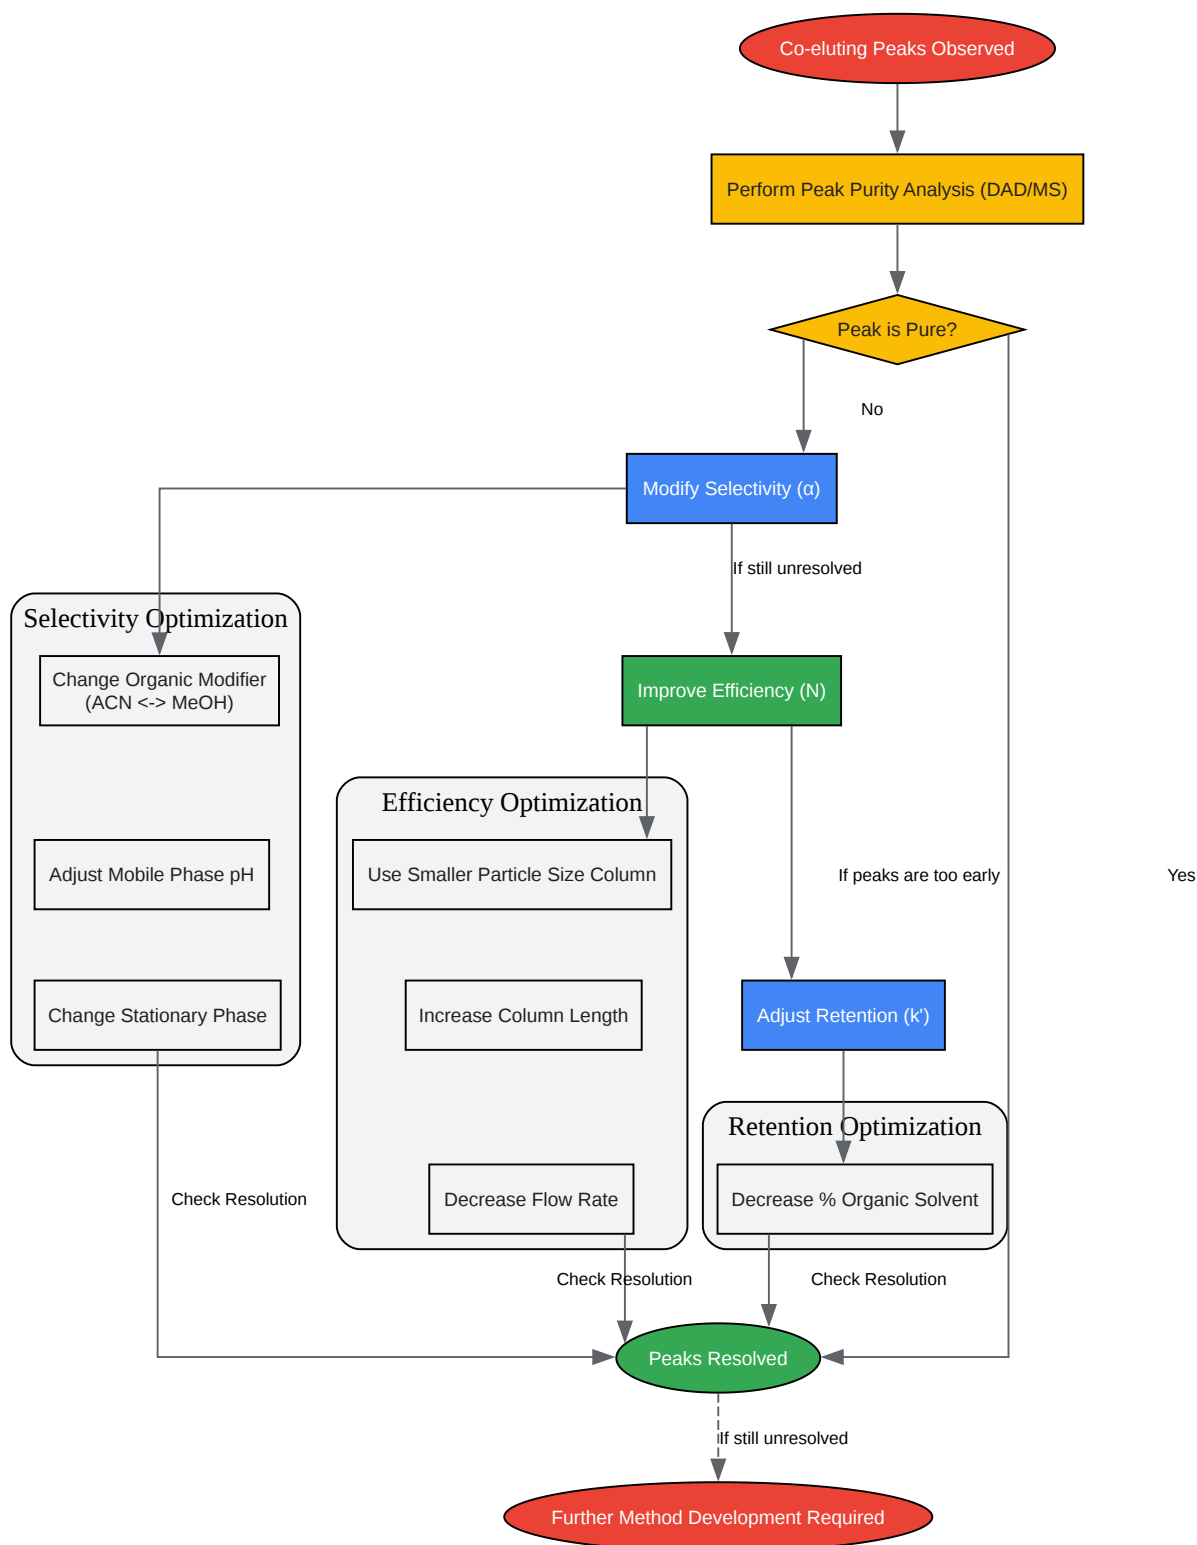 Co-eluting Peaks Observed
Perform Peak Purity Analysis (DAD/MS)
Peak is Pure?
No
Modify Selectivity (α)
If still unresolved
Selectivity Optimization
Change Organic Modifier
(ACN <-> MeOH)
Improve Efficiency (N)
Efficiency Optimization
Adjust Mobile Phase pH
Use Smaller Particle Size Column
If peaks are too early
Yes
Change Stationary Phase
Increase Column Length
Adjust Retention (k')
Retention Optimization
Check Resolution
Decrease Flow Rate
Decrease % Organic Solvent
Check Resolution
Check Resolution
Peaks Resolved
If still unresolved
Further Method Development Required